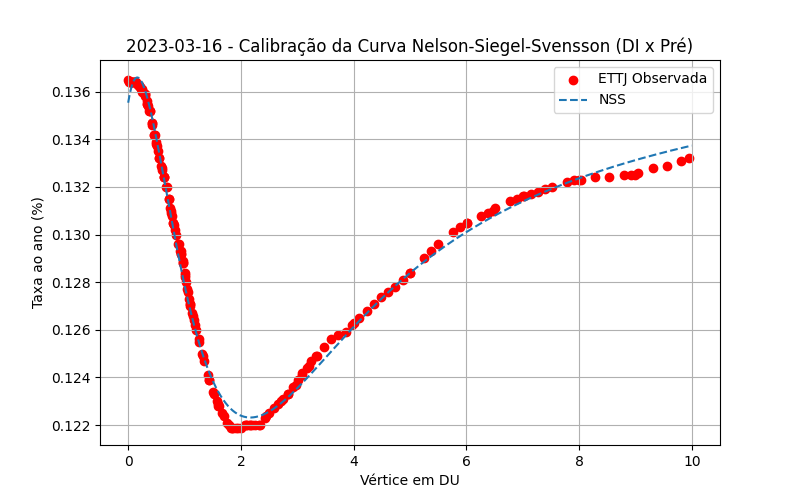 2023-03-16 - Calibração da Curva Nelson-Siegel-Svensson (DI x Pré)
ETTJ Observada
NSS
Taxa ao ano (%)
0.136
0.134
0.132
0.130
0.128
0.126
0.124
0.122
0 2 4 6 8 10
Vértice em DU